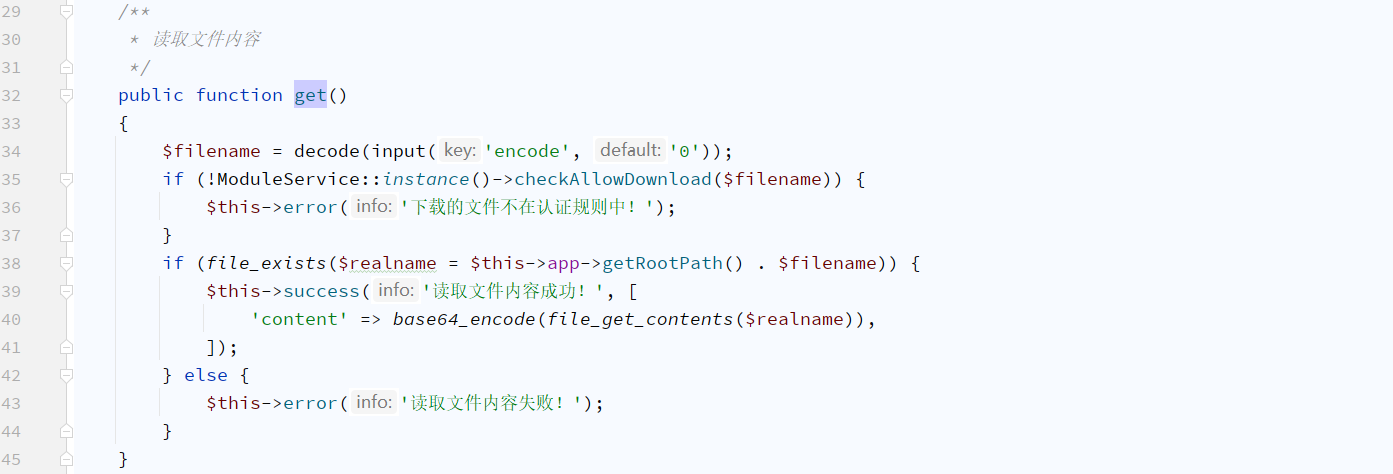 29 /**
30 * 读取文件内容
31 */
32 public function get()
33 {
34 $filename = decode(input( key: 'encode', default: '0'));
35 if (!ModuleService::instance()->checkAllowDownload($filename)) {
36 $this->error( info: '下载的文件不在认证规则中！');
37 }
38 if (file_exists($realname = $this->app->getRootPath() . $filename)) {
39 $this->success( info: '读取文件内容成功！', [
40 'content' => base64_encode(file_get_contents($realname)),
41 ]);
42 } else {
43 $this->error( info: '读取文件内容失败！');
44 }
45 }